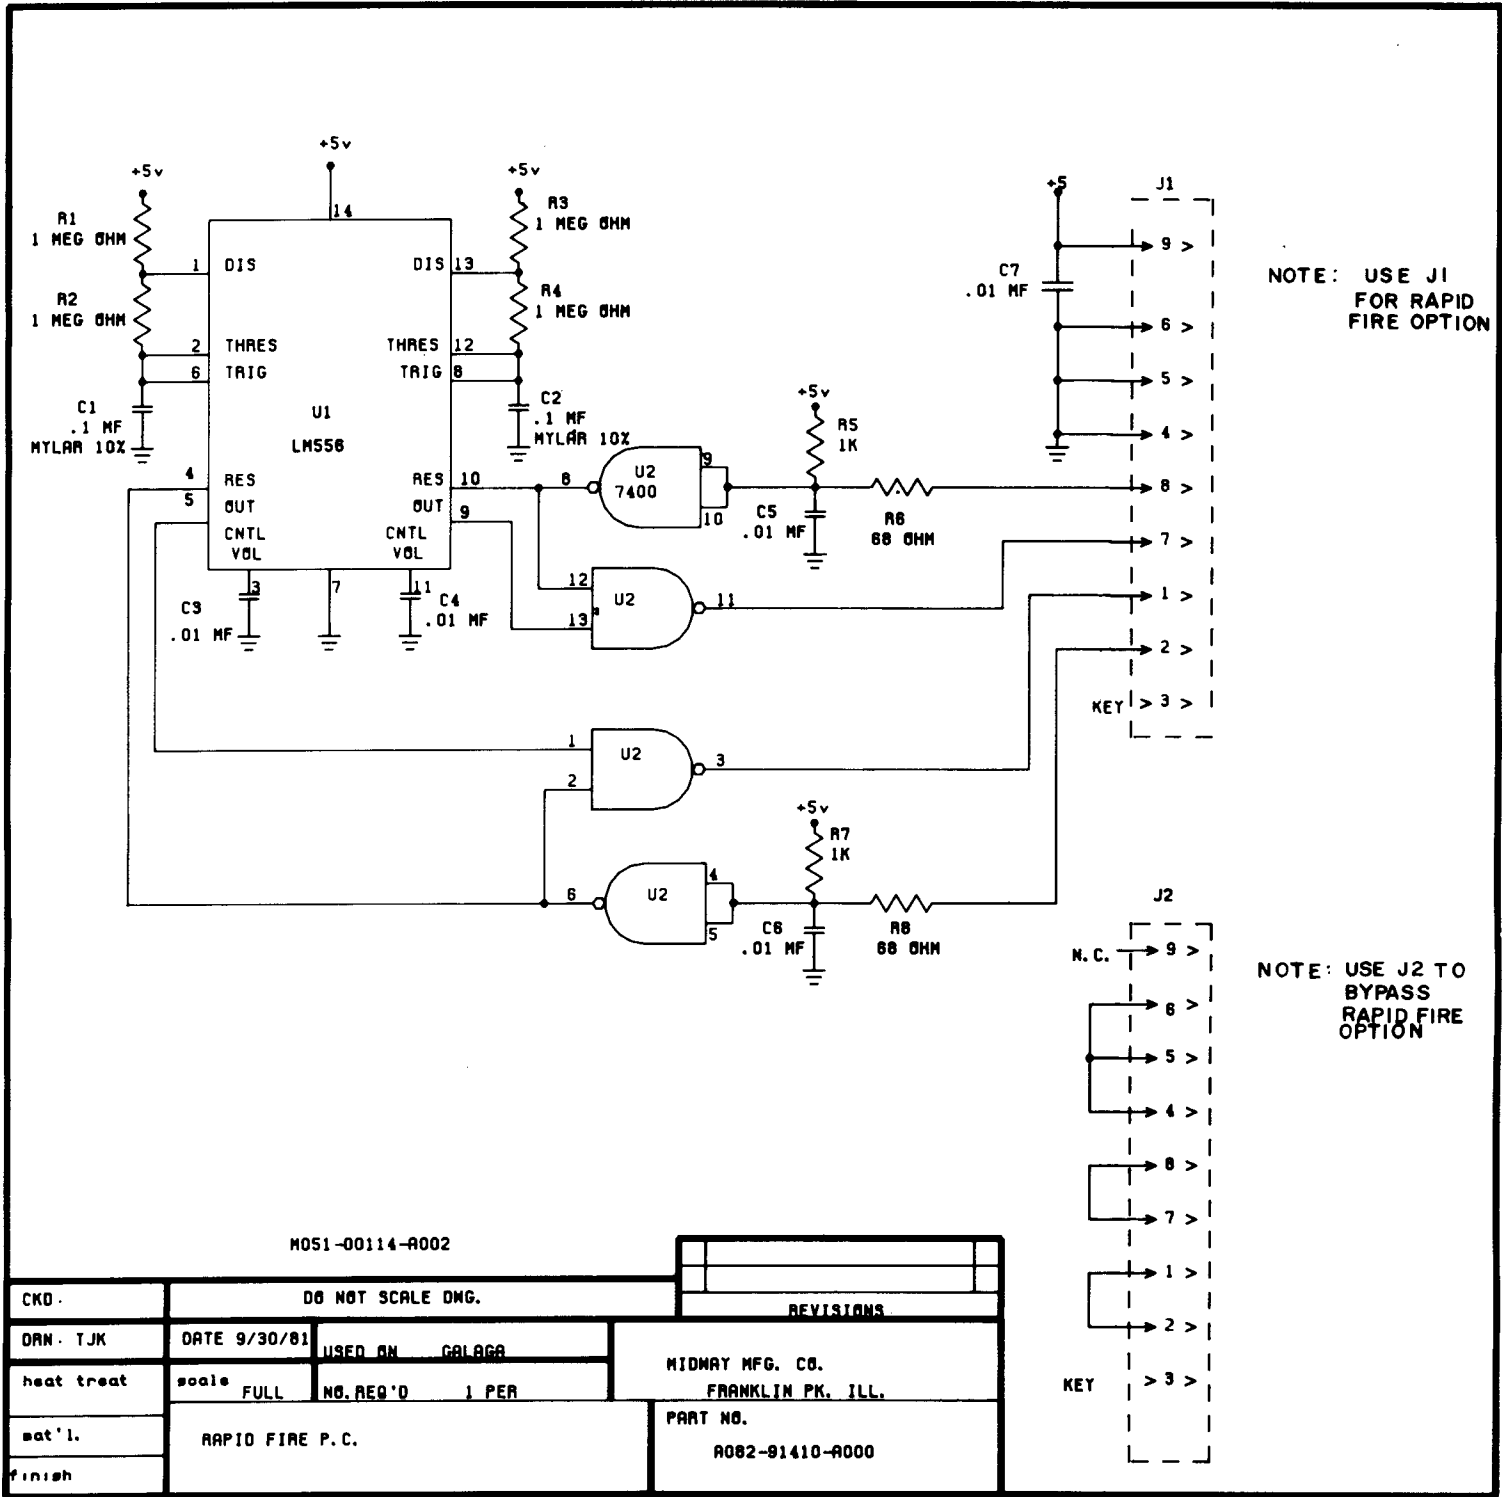 +5v
14
+5v
R1
1 MEG OHM
R2
1 MEG OHM
C1
.1 MF
MYLAR 10%
+5v
R3
1 MEG OHM
R4
1 MEG OHM
C2
.1 MF
MYLAR 10%
1 DIS
DIS 13
2 THRES
THRES 12
6 TRIG
TRIG 8
U1
LM556
4 RES
RES 10
5 OUT
OUT 9
CNTL
VOL
CNTL
VOL
3
7
11
C3
.01 MF
C4
.01 MF
8
U2
7400
9
10
+5v
R5
1K
C5
.01 MF
R6
68 OHM
12
13
U2
11
1
2
U2
3
6
U2
4
5
+5v
R7
1K
C6
.01 MF
R8
68 OHM
+5
C7
.01 MF
J1
9 >
6 >
5 >
4 >
8 >
7 >
1 >
2 >
KEY > 3 >
NOTE: USE J1
FOR RAPID
FIRE OPTION
J2
N.C. 9 >
6 >
5 >
4 >
8 >
7 >
1 >
2 >
KEY > 3 >
NOTE: USE J2 TO
BYPASS
RAPID FIRE
OPTION
M051-00114-A002
CKD.
DO NOT SCALE DWG.
REVISIONS
DRN. TJK
DATE 9/30/81
USED ON GALAGA
MIDWAY MFG. CO.
FRANKLIN PK. ILL.
heat treat
scale FULL
NO. REQ'D 1 PER
mat'l.
RAPID FIRE P.C.
PART NO.
A082-91410-A000
finish